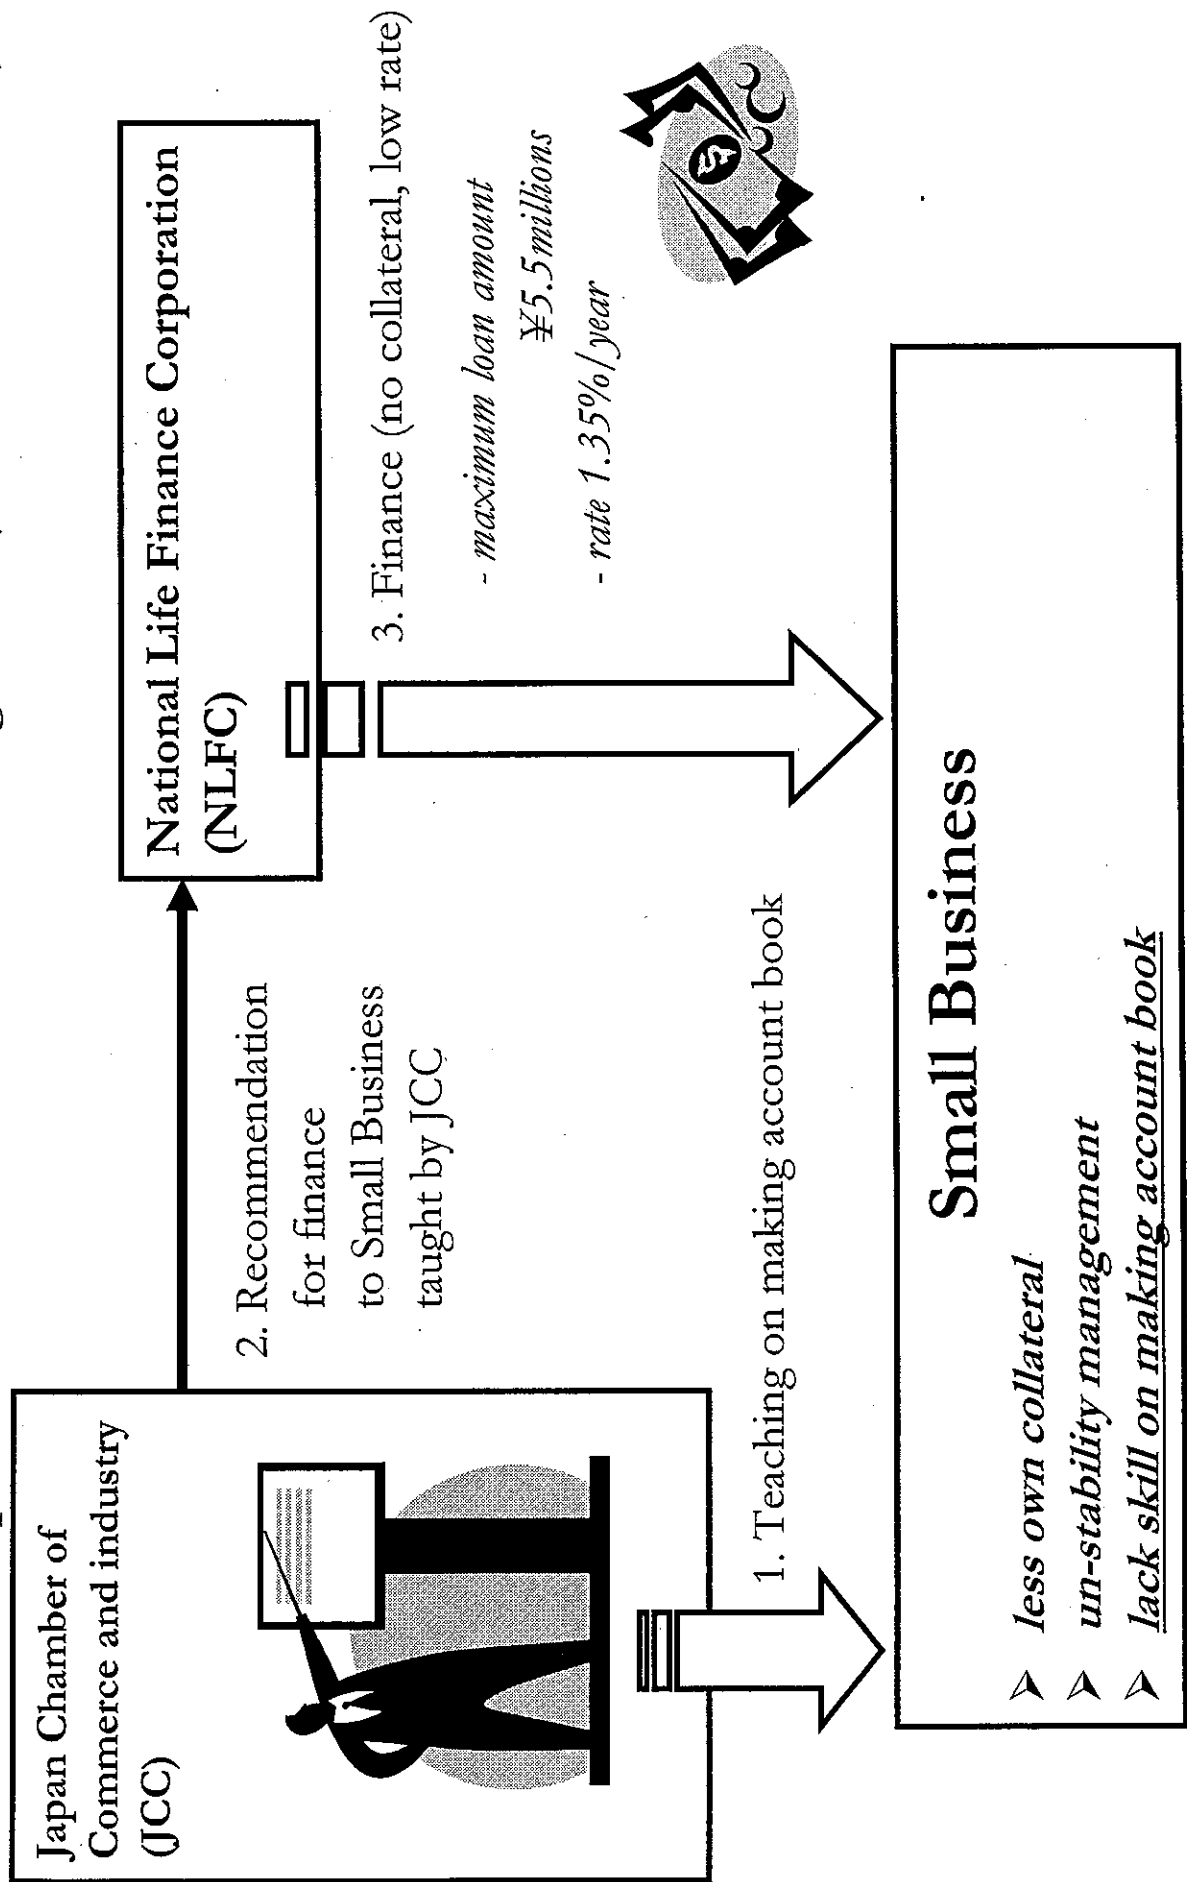 Japan Chamber of
Commerce and industry
(JCC)
National Life Finance Corporation
(NLFC)
2. Recommendation
for finance
to Small Business
taught by JCC
3. Finance (no collateral, low rate)
- maximum loan amount
¥5.5millions
- rate 1.35%/year
$
1. Teaching on making account book
Small Business
➢ less own collateral
➢ un-stability management
➢ lack skill on making account book